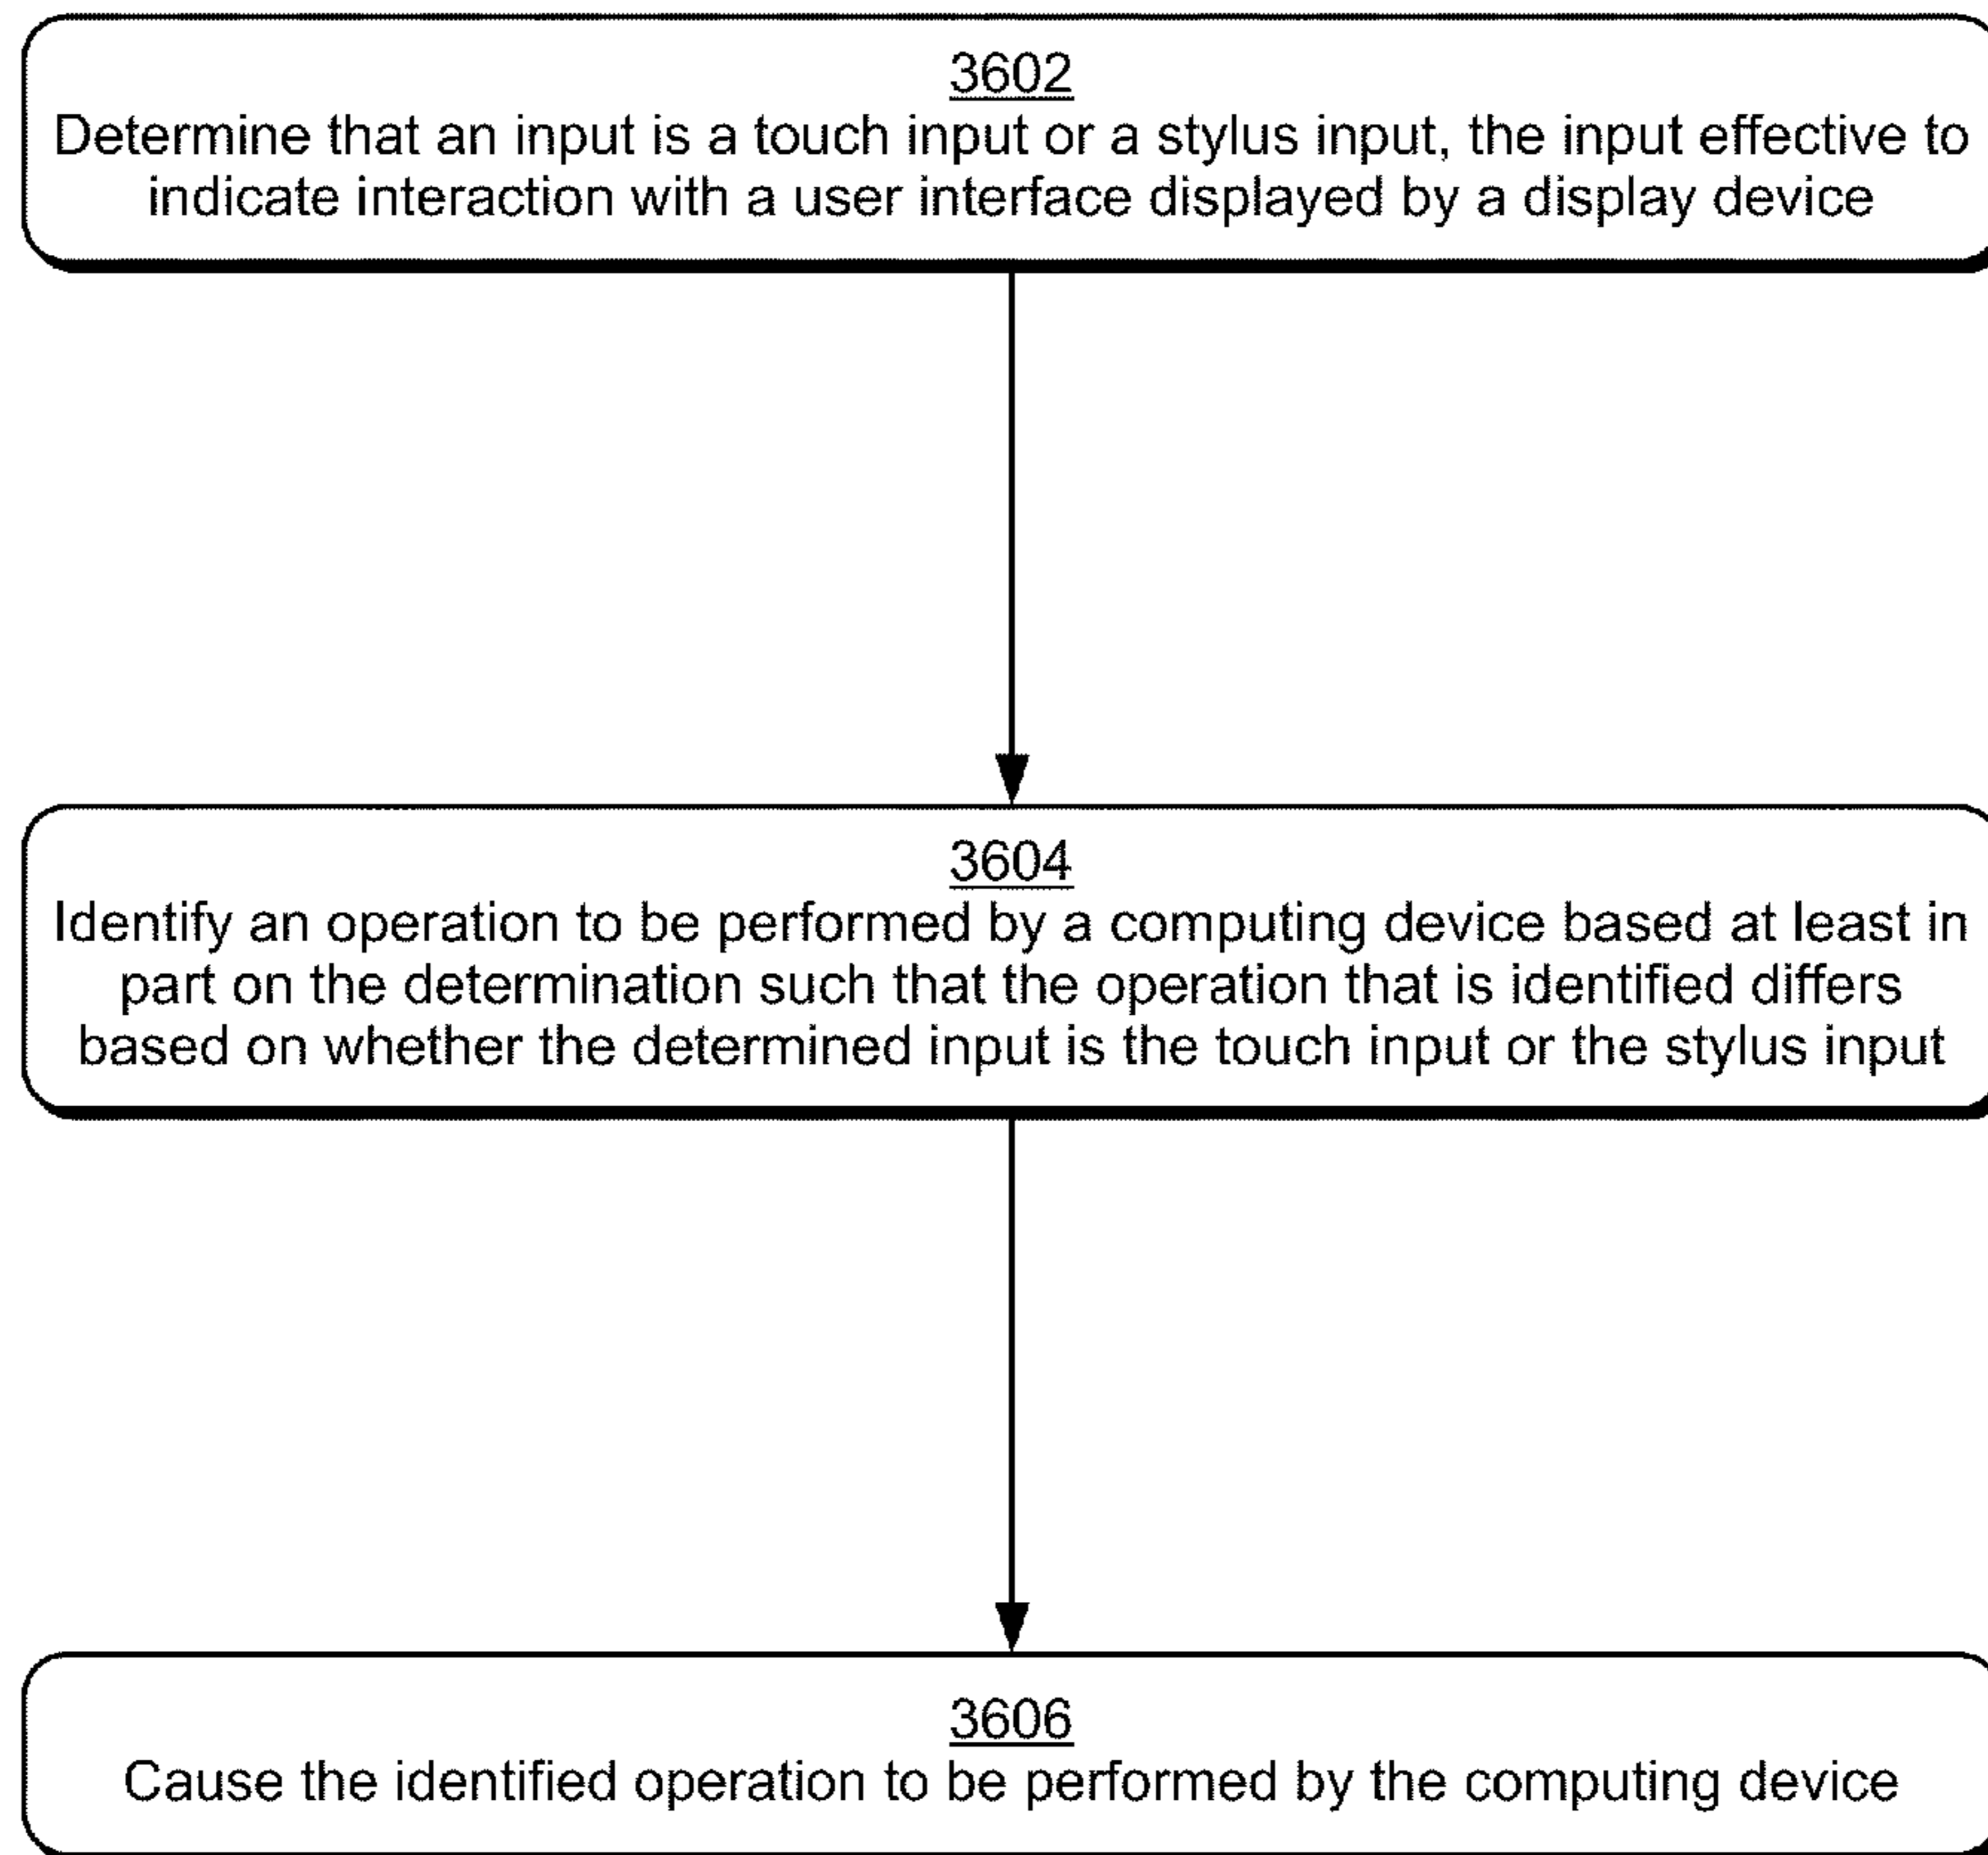 3602
Determine that an input is a touch input or a stylus input, the input effective to
indicate interaction with a user interface displayed by a display device
3604
Identify an operation to be performed by a computing device based at least in
part on the determination such that the operation that is identified differs
based on whether the determined input is the touch input or the stylus input
3606
Cause the identified operation to be performed by the computing device